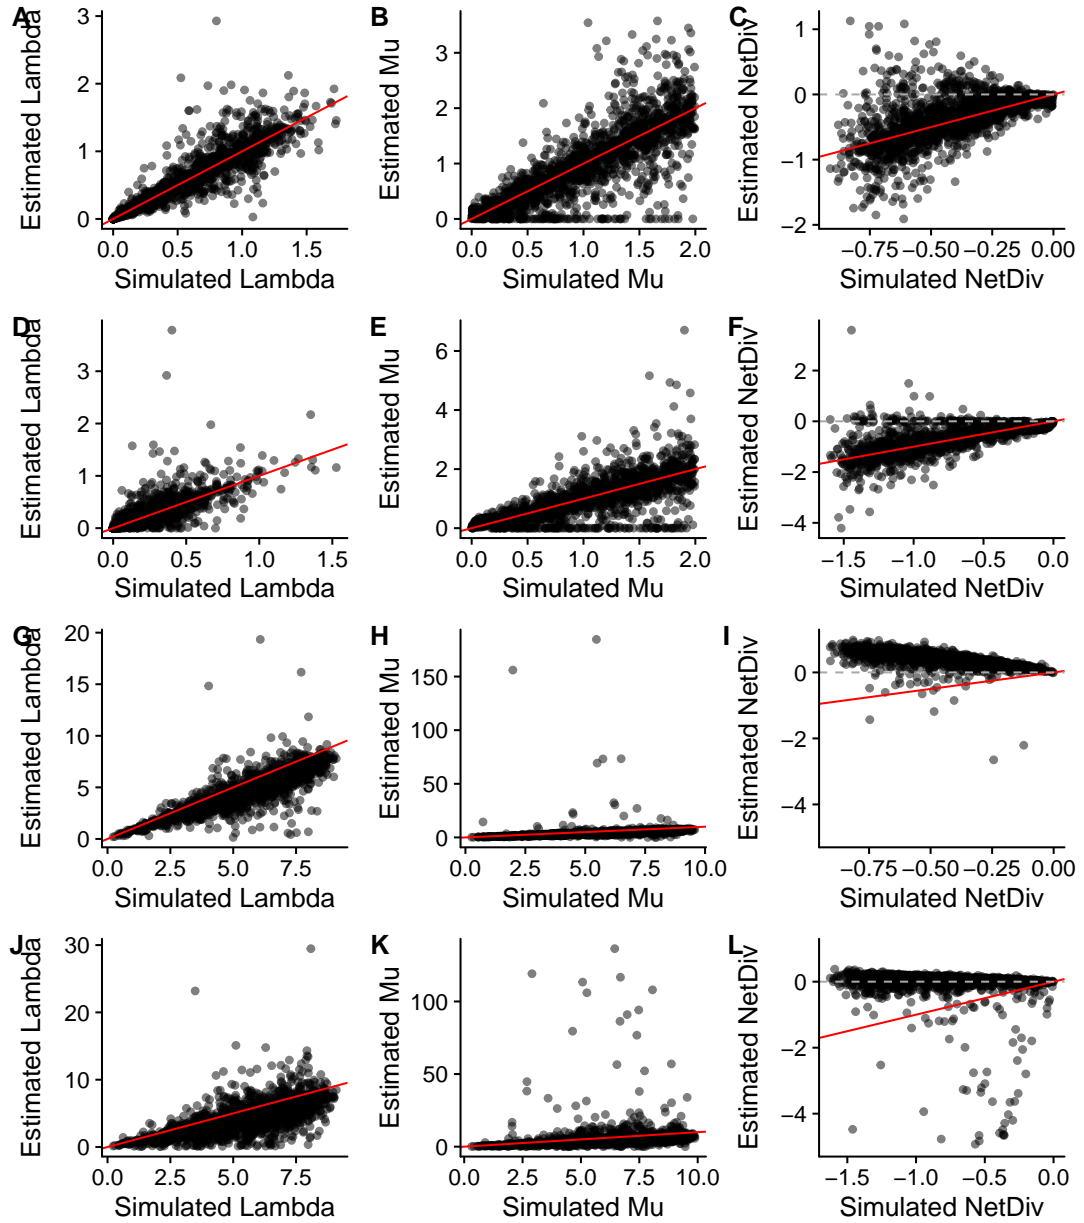 A
Estimated Lambda
3
2
1
0
0.0 0.5 1.0 1.5
Simulated Lambda
B
Estimated Mu
3
2
1
0
0.0 0.5 1.0 1.5 2.0
Simulated Mu
C
Estimated NetDiv
1
0
−1
−2
−0.75 −0.50 −0.25 0.00
Simulated NetDiv
D
Estimated Lambda
3
2
1
0
0.0 0.5 1.0 1.5
Simulated Lambda
E
Estimated Mu
6
4
2
0
0.0 0.5 1.0 1.5 2.0
Simulated Mu
F
Estimated NetDiv
2
0
−2
−4
−1.5 −1.0 −0.5 0.0
Simulated NetDiv
G
Estimated Lambda
20
15
10
5
0
0.0 2.5 5.0 7.5
Simulated Lambda
H
Estimated Mu
150
100
50
0
0.0 2.5 5.0 7.5 10.0
Simulated Mu
I
Estimated NetDiv
0
−2
−4
−0.75 −0.50 −0.25 0.00
Simulated NetDiv
J
Estimated Lambda
30
20
10
0
0.0 2.5 5.0 7.5
Simulated Lambda
K
Estimated Mu
100
50
0
0.0 2.5 5.0 7.5 10.0
Simulated Mu
L
Estimated NetDiv
0
−2
−4
−1.5 −1.0 −0.5 0.0
Simulated NetDiv